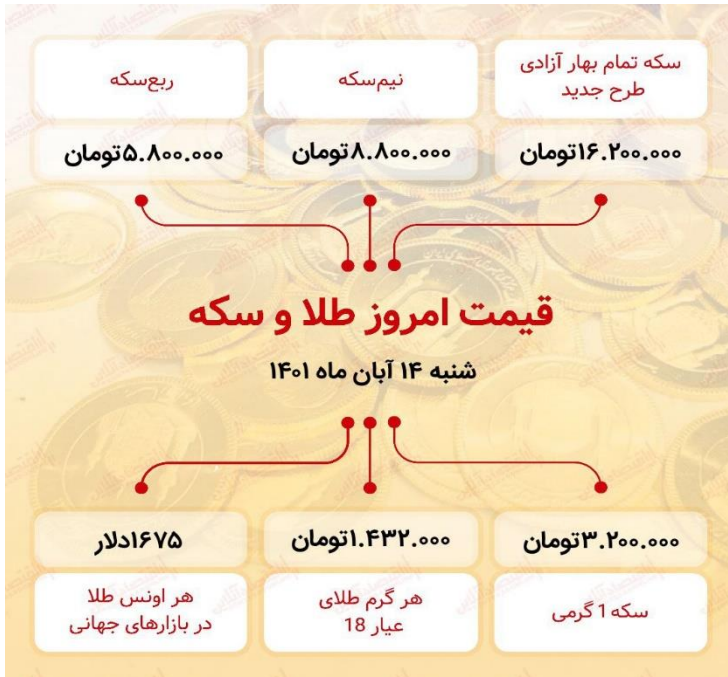 سکه تمام بهار آزادی
طرح جدید
۱۶.۲۰۰.۰۰۰تومان
نیم‌سکه
۸.۸۰۰.۰۰۰تومان
ربع‌سکه
۵.۸۰۰.۰۰۰تومان
قیمت امروز طلا و سکه
شنبه ۱۴ آبان ماه ۱۴۰۱
۳.۲۰۰.۰۰۰تومان
سکه 1 گرمی
۱.۴۳۲.۰۰۰تومان
هر گرم طلای
عیار 18
۱۶۷۵دلار
هر اونس طلا
در بازارهای جهانی